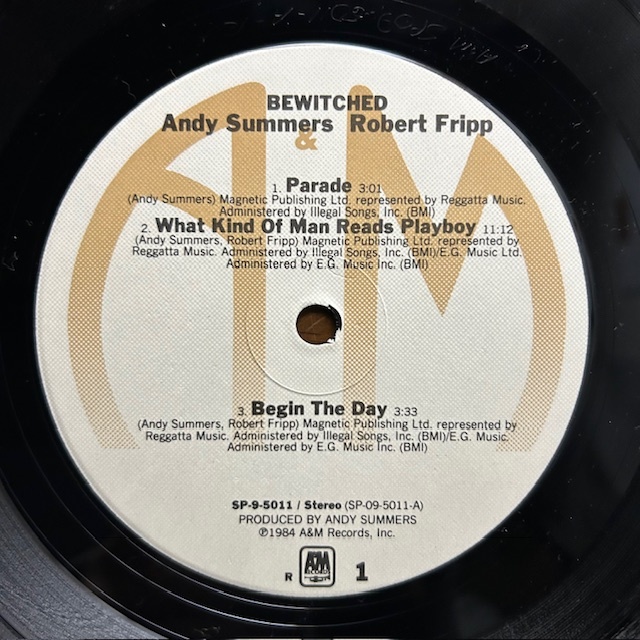 BEWITCHED
Andy Summers Robert Fripp
&
1. Parade 3:01
(Andy Summers) Magnetic Publishing Ltd. represented by Reggatta Music.
Administered by Illegal Songs, Inc. (BMI)
2. What Kind Of Man Reads Playboy 11:12
(Andy Summers, Robert Fripp) Magnetic Publishing Ltd. represented by
Reggatta Music. Administered by Illegal Songs, Inc. (BMI)/E.G. Music Ltd.
Administered by E.G. Music Inc. (BMI)
3. Begin The Day 3:33
(Andy Summers, Robert Fripp) Magnetic Publishing Ltd. represented by
Reggatta Music. Administered by Illegal Songs, Inc. (BMI)/E.G. Music.
Administered by E.G. Music Inc. (BMI)
SP-9-5011 / Stereo (SP-09-5011-A)
PRODUCED BY ANDY SUMMERS
℗1984 A&M Records, Inc.
R A&M RECORDS 1